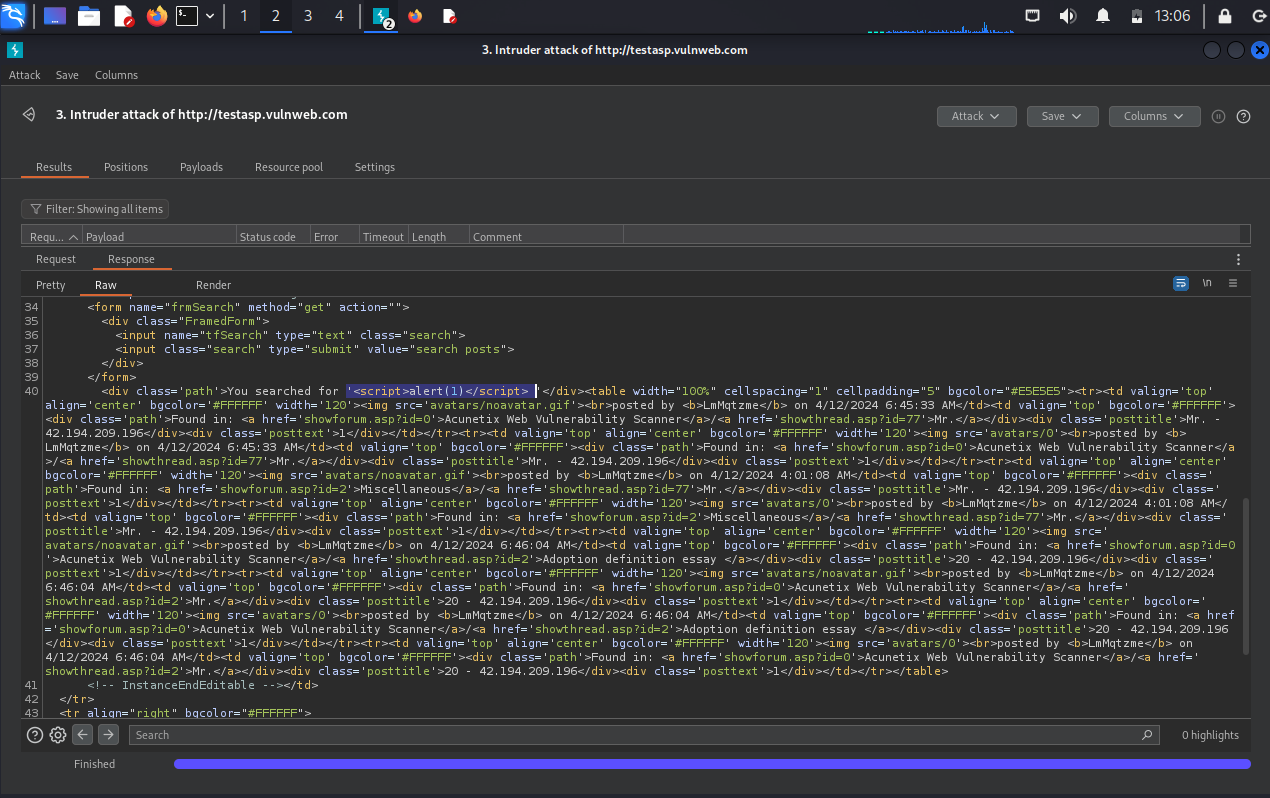 1 2 3 4 2 13:06
3. Intruder attack of http://testasp.vulnweb.com
Attack Save Columns
3. Intruder attack of http://testasp.vulnweb.com Attack Save Columns
Results Positions Payloads Resource pool Settings
Filter: Showing all items
Requ... Payload Status code Error Timeout Length Comment
Request Response
Pretty Raw Render \n
34 <form name="frmSearch" method="get" action="">
35 <div class="FramedForm">
36 <input name="tfSearch" type="text" class="search">
37 <input class="search" type="submit" value="search posts">
38 </div>
39 </form>
40 <div class='path'>You searched for '<script>alert(1)</script> '</div><table width="100%" cellspacing="1" cellpadding="5" bgcolor="#E5E5E5"><tr><td valign='top'
align='center' bgcolor='#FFFFFF' width='120'><img src='avatars/noavatar.gif'><br>posted by <b>LmMqtzme</b> on 4/12/2024 6:45:33 AM</td><td valign='top' bgcolor='#FFFFFF'>
<div class='path'>Found in: <a href='showforum.asp?id=0'>Acunetix Web Vulnerability Scanner</a>/<a href='showthread.asp?id=77'>Mr.</a></div><div class='posttitle'>Mr. -
42.194.209.196</div><div class='posttext'>1</div></td></tr><tr><td valign='top' align='center' bgcolor='#FFFFFF' width='120'><img src='avatars/0'><br>posted by <b>
LmMqtzme</b> on 4/12/2024 6:45:33 AM</td><td valign='top' bgcolor='#FFFFFF'><div class='path'>Found in: <a href='showforum.asp?id=0'>Acunetix Web Vulnerability Scanner</a
>/<a href='showthread.asp?id=77'>Mr.</a></div><div class='posttitle'>Mr. - 42.194.209.196</div><div class='posttext'>1</div></td></tr><tr><td valign='top' align='center'
bgcolor='#FFFFFF' width='120'><img src='avatars/noavatar.gif'><br>posted by <b>LmMqtzme</b> on 4/12/2024 4:01:08 AM</td><td valign='top' bgcolor='#FFFFFF'><div class='
path'>Found in: <a href='showforum.asp?id=2'>Miscellaneous</a>/<a href='showthread.asp?id=77'>Mr.</a></div><div class='posttitle'>Mr. - 42.194.209.196</div><div class='
posttext'>1</div></td></tr><tr><td valign='top' align='center' bgcolor='#FFFFFF' width='120'><img src='avatars/0'><br>posted by <b>LmMqtzme</b> on 4/12/2024 4:01:08 AM</
td><td valign='top' bgcolor='#FFFFFF'><div class='path'>Found in: <a href='showforum.asp?id=2'>Miscellaneous</a>/<a href='showthread.asp?id=77'>Mr.</a></div><div class='
posttitle'>Mr. - 42.194.209.196</div><div class='posttext'>1</div></td></tr><tr><td valign='top' align='center' bgcolor='#FFFFFF' width='120'><img src='
avatars/noavatar.gif'><br>posted by <b>LmMqtzme</b> on 4/12/2024 6:46:04 AM</td><td valign='top' bgcolor='#FFFFFF'><div class='path'>Found in: <a href='showforum.asp?id=0
'>Acunetix Web Vulnerability Scanner</a>/<a href='showthread.asp?id=2'>Adoption definition essay </a></div><div class='posttitle'>20 - 42.194.209.196</div><div class='
posttext'>1</div></td></tr><tr><td valign='top' align='center' bgcolor='#FFFFFF' width='120'><img src='avatars/noavatar.gif'><br>posted by <b>LmMqtzme</b> on 4/12/2024
6:46:04 AM</td><td valign='top' bgcolor='#FFFFFF'><div class='path'>Found in: <a href='showforum.asp?id=0'>Acunetix Web Vulnerability Scanner</a>/<a href='
showthread.asp?id=2'>Mr.</a></div><div class='posttitle'>20 - 42.194.209.196</div><div class='posttext'>1</div></td></tr><tr><td valign='top' align='center' bgcolor='
#FFFFFF' width='120'><img src='avatars/0'><br>posted by <b>LmMqtzme</b> on 4/12/2024 6:46:04 AM</td><td valign='top' bgcolor='#FFFFFF'><div class='path'>Found in: <a href
='showforum.asp?id=0'>Acunetix Web Vulnerability Scanner</a>/<a href='showthread.asp?id=2'>Adoption definition essay </a></div><div class='posttitle'>20 - 42.194.209.196
</div><div class='posttext'>1</div></td></tr><tr><td valign='top' align='center' bgcolor='#FFFFFF' width='120'><img src='avatars/0'><br>posted by <b>LmMqtzme</b> on
4/12/2024 6:46:04 AM</td><td valign='top' bgcolor='#FFFFFF'><div class='path'>Found in: <a href='showforum.asp?id=0'>Acunetix Web Vulnerability Scanner</a>/<a href='
showthread.asp?id=2'>Mr.</a></div><div class='posttitle'>20 - 42.194.209.196</div><div class='posttext'>1</div></td></tr></table>
41 <!-- InstanceEndEditable --></td>
42 </tr>
43 <tr align="right" bgcolor="#FFFFFF">
Search 0 highlights
Finished